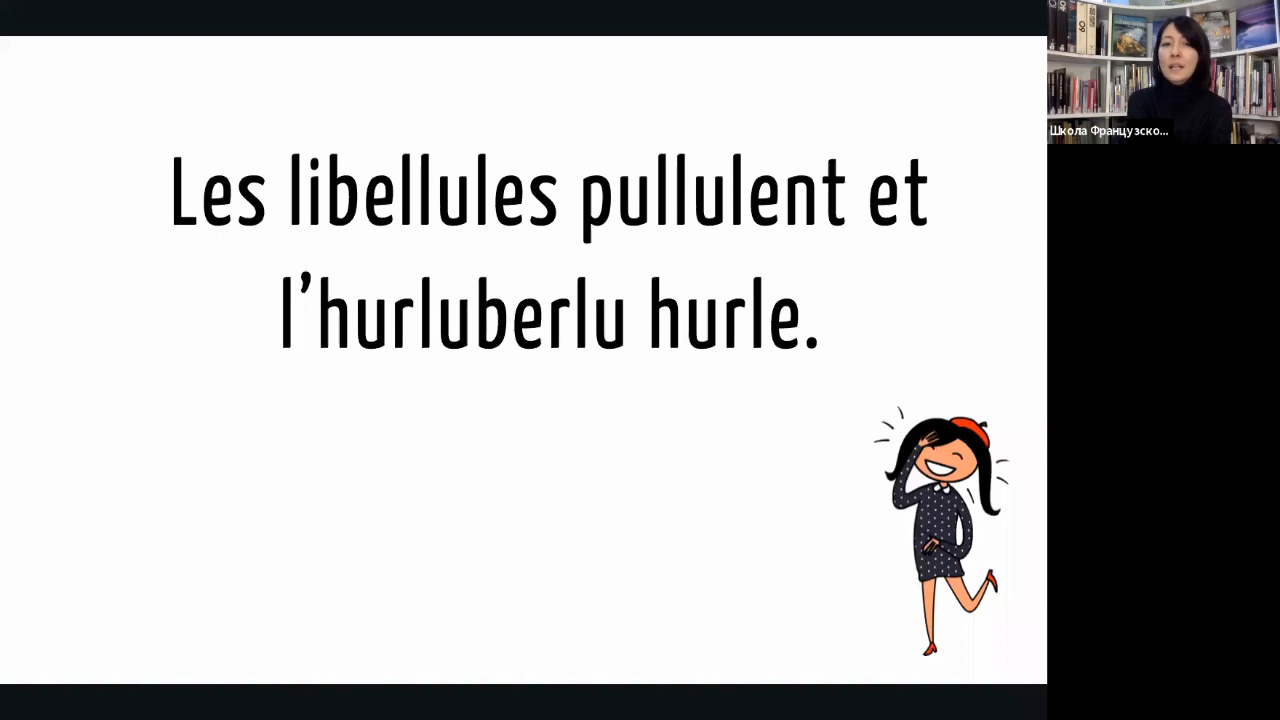 Les libellules pullulent et
l’hurluberlu hurle.
Школа Французско...